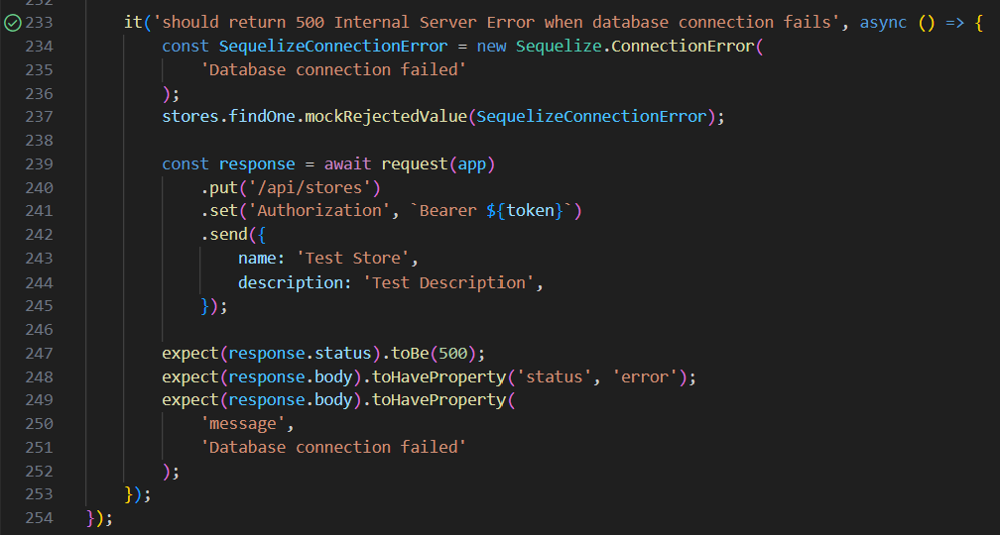 233 it('should return 500 Internal Server Error when database connection fails', async () => {
234 const SequelizeConnectionError = new Sequelize.ConnectionError(
235 'Database connection failed'
236 );
237 stores.findOne.mockRejectedValue(SequelizeConnectionError);
238
239 const response = await request(app)
240 .put('/api/stores')
241 .set('Authorization', `Bearer ${token}`)
242 .send({
243 name: 'Test Store',
244 description: 'Test Description',
245 });
246
247 expect(response.status).toBe(500);
248 expect(response.body).toHaveProperty('status', 'error');
249 expect(response.body).toHaveProperty(
250 'message',
251 'Database connection failed'
252 );
253 });
254 });